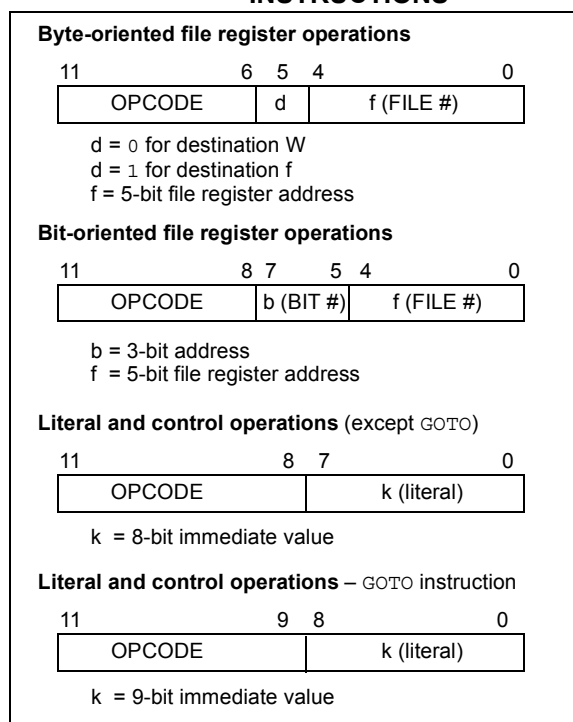 INSTRUCTIONS
Byte-oriented file register operations
11 6 5 4 0
OPCODE d f (FILE #)
d = 0 for destination W
d = 1 for destination f
f = 5-bit file register address
Bit-oriented file register operations
11 8 7 5 4 0
OPCODE b (BIT #) f (FILE #)
b = 3-bit address
f = 5-bit file register address
Literal and control operations (except GOTO)
11 8 7 0
OPCODE k (literal)
k = 8-bit immediate value
Literal and control operations – GOTO instruction
11 9 8 0
OPCODE k (literal)
k = 9-bit immediate value